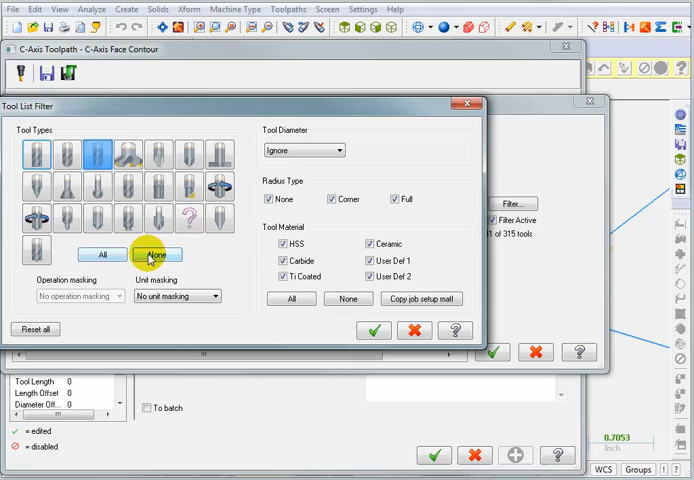 File Edit View Analyze Create Solids Xform Machine Type Toolpaths Screen Settings Help
C-Axis Toolpath - C-Axis Face Contour
Tool List Filter
Tool Types
All
None
Operation masking
No operation masking
Unit masking
No unit masking
Reset all
Tool Diameter
Ignore
Radius Type
None Corner Full
Tool Material
HSS Ceramic
Carbide User Def 1
Ti Coated User Def 2
All None Copy job setup matl
Filter...
Filter Active
of 315 tools
Tool Length 0
Length Offset 0
Diameter Off... 0
To batch
= edited
= disabled
0.7053
Inch
WCS Groups ! ?